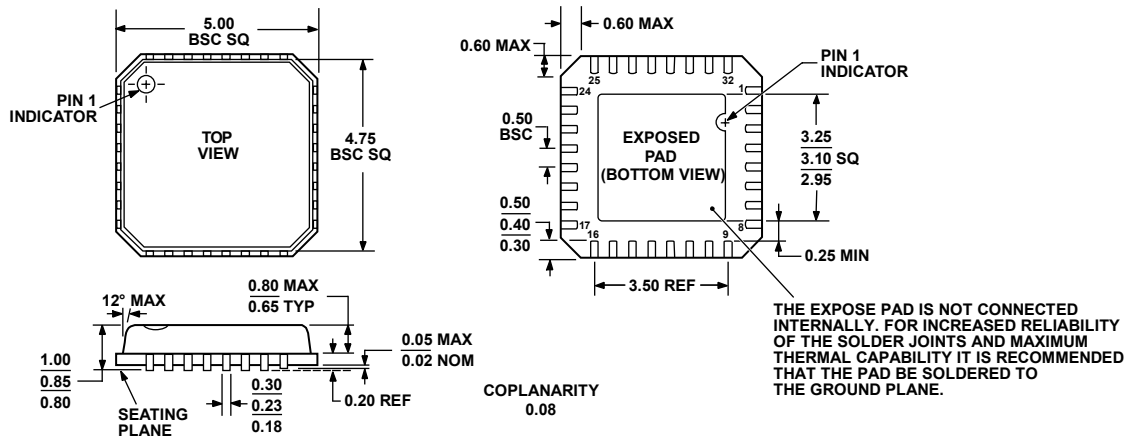 5.00
BSC SQ
PIN 1
INDICATOR
TOP
VIEW
4.75
BSC SQ
0.60 MAX
0.60 MAX
PIN 1
INDICATOR
25
32
24
1
0.50
BSC
EXPOSED
PAD
(BOTTOM VIEW)
3.25
3.10 SQ
2.95
0.50
0.40
0.30
17
16
9
8
0.25 MIN
3.50 REF
THE EXPOSE PAD IS NOT CONNECTED
INTERNALLY. FOR INCREASED RELIABILITY
OF THE SOLDER JOINTS AND MAXIMUM
THERMAL CAPABILITY IT IS RECOMMENDED
THAT THE PAD BE SOLDERED TO
THE GROUND PLANE.
12° MAX
0.80 MAX
0.65 TYP
0.05 MAX
0.02 NOM
1.00
0.85
0.80
SEATING
PLANE
0.30
0.23
0.18
0.20 REF
COPLANARITY
0.08